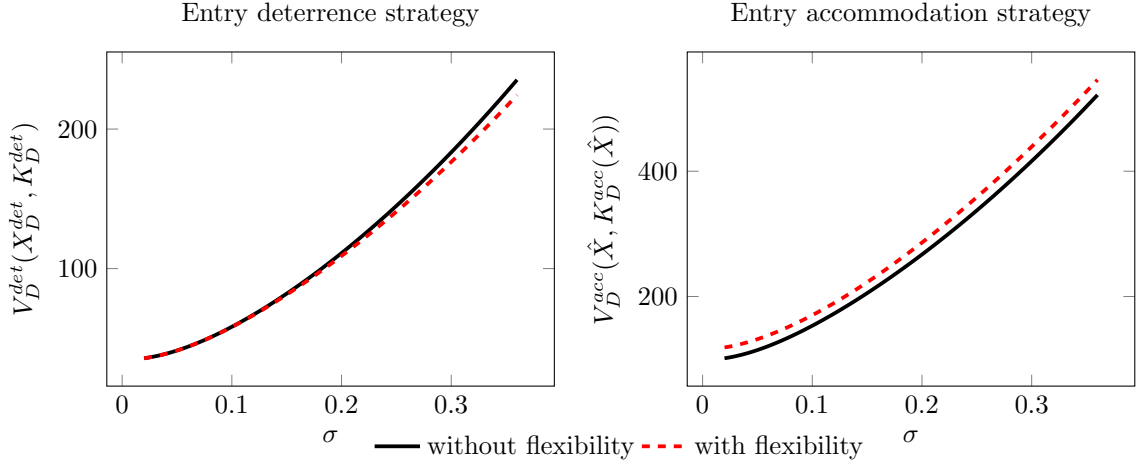 Entry deterrence strategy
V_D^{det}(X_D^{det}, K_D^{det})
200
100
0 0.1 0.2 0.3
σ
Entry accommodation strategy
V_D^{acc}(X̂, K_D^{acc}(X̂))
400
200
0 0.1 0.2 0.3
σ
without flexibility with flexibility